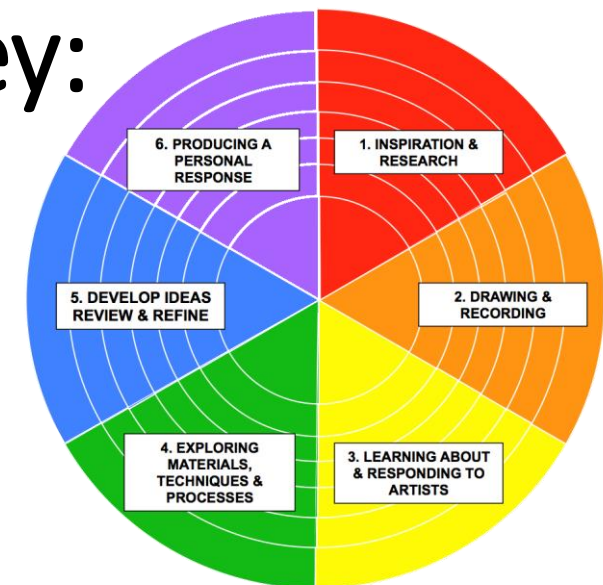 ey:
6. PRODUCING A
PERSONAL
RESPONSE
1. INSPIRATION &
RESEARCH
5. DEVELOP IDEAS
REVIEW & REFINE
2. DRAWING &
RECORDING
4. EXPLORING
MATERIALS,
TECHNIQUES &
PROCESSES
3. LEARNING ABOUT
& RESPONDING TO
ARTISTS